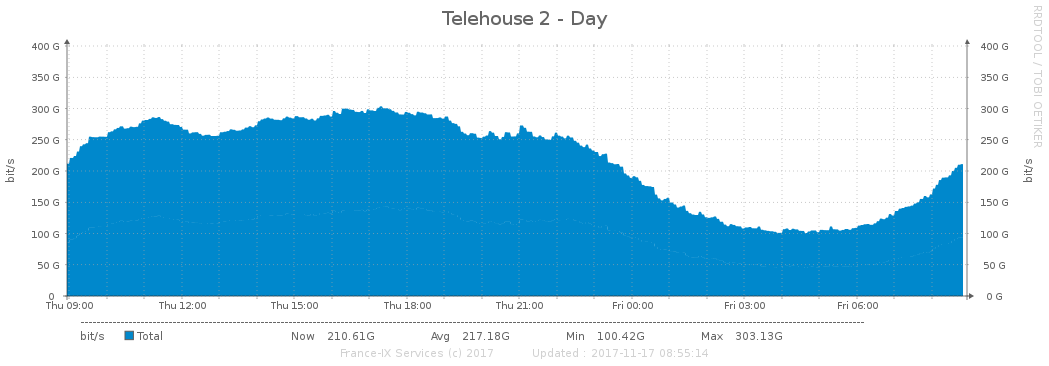 Telehouse 2 - Day
RRDTOOL / TOBI OETIKER
400 G 400 G
350 G 350 G
300 G 300 G
250 G 250 G
200 G 200 G
150 G 150 G
100 G 100 G
50 G 50 G
0 0 G
bit/s bit/s
Thu 09:00 Thu 12:00 Thu 15:00 Thu 18:00 Thu 21:00 Fri 00:00 Fri 03:00 Fri 06:00
bit/s Total Now 210.61G Avg 217.18G Min 100.42G Max 303.13G
France-IX Services (c) 2017 Updated : 2017-11-17 08:55:14